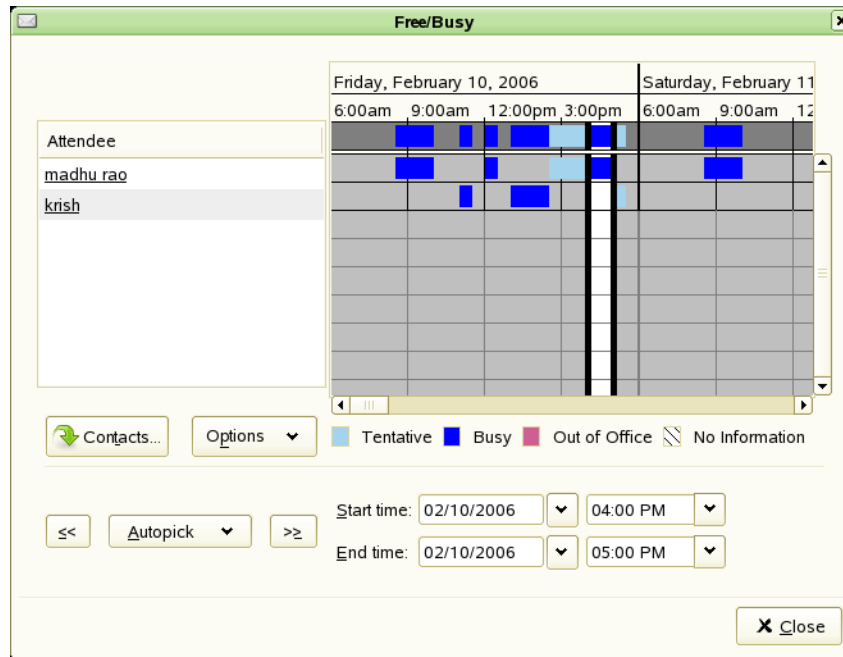 Free/Busy
Friday, February 10, 2006 Saturday, February 11
6:00am 9:00am 12:00pm 3:00pm 6:00am 9:00am 12
Attendee
madhu rao
krish
Contacts... Options Tentative Busy Out of Office No Information
<< Autopick >>
Start time: 02/10/2006 04:00 PM
End time: 02/10/2006 05:00 PM
Close